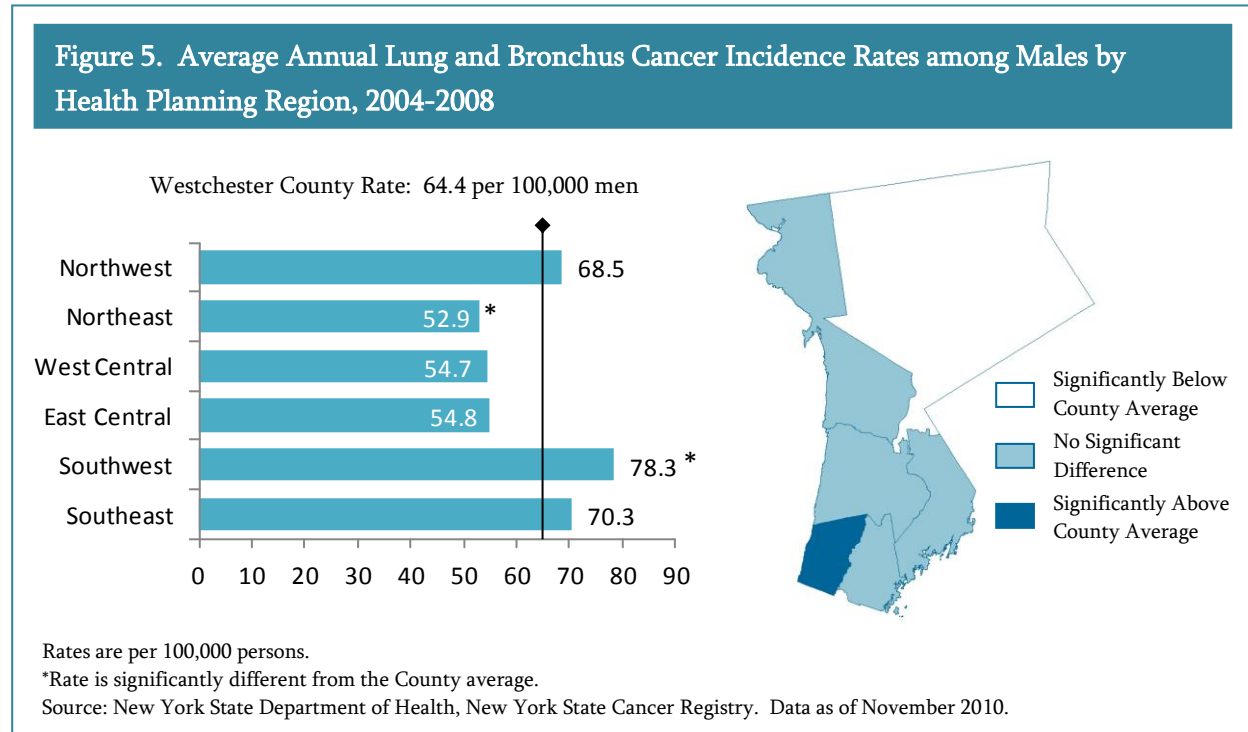 Figure 5. Average Annual Lung and Bronchus Cancer Incidence Rates among Males by
Health Planning Region, 2004-2008
Westchester County Rate: 64.4 per 100,000 men
Northwest 68.5
Northeast 52.9 *
West Central 54.7
East Central 54.8
Southwest 78.3 *
Southeast 70.3
0 10 20 30 40 50 60 70 80 90
Significantly Below
County Average
No Significant
Difference
Significantly Above
County Average
Rates are per 100,000 persons.
*Rate is significantly different from the County average.
Source: New York State Department of Health, New York State Cancer Registry. Data as of November 2010.